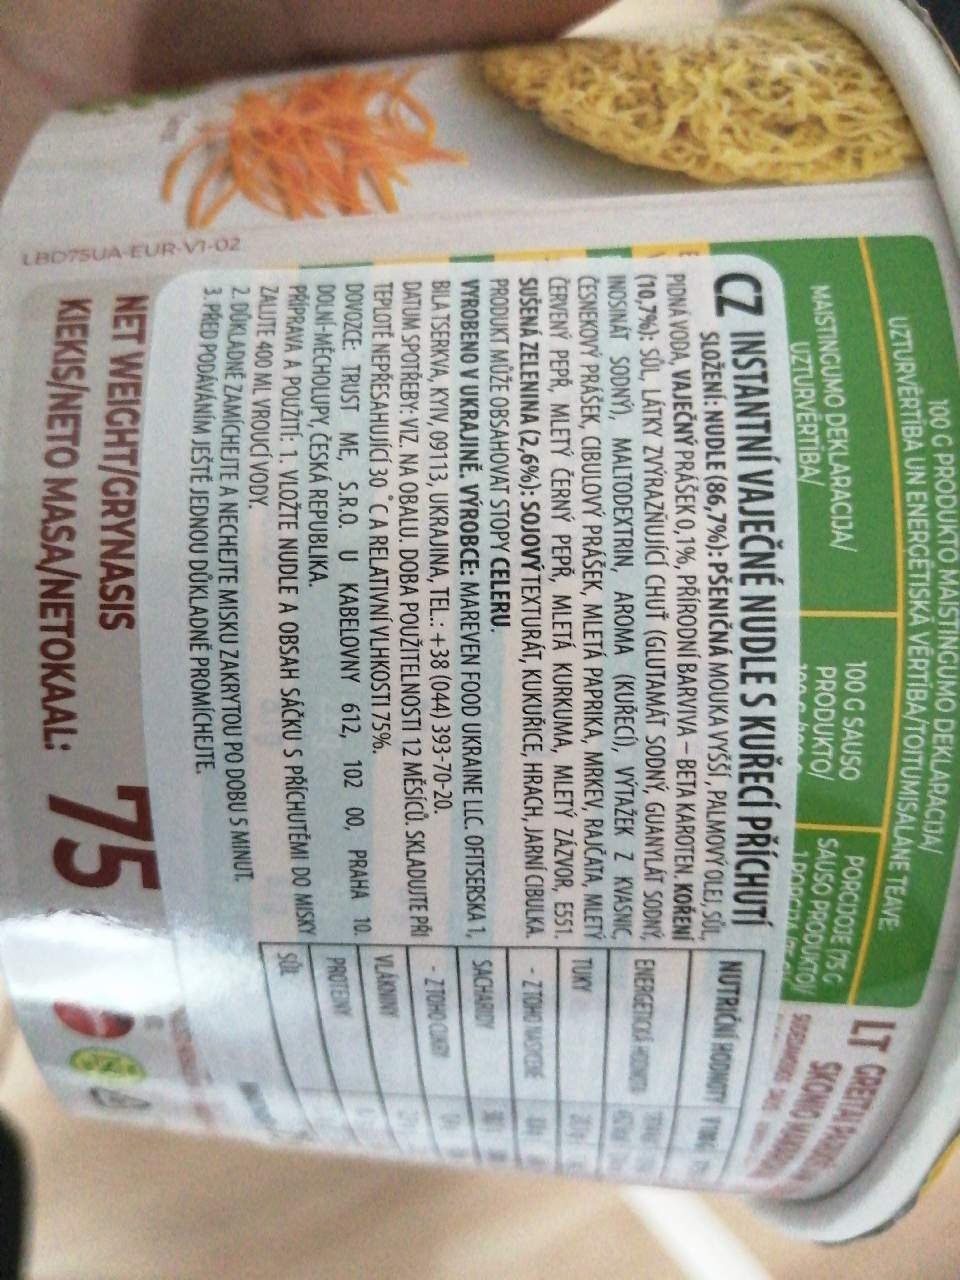 100 G PRODUKTO MAISTINGUMO DEKLARACIJA/
UZTURVĒRTĪBA UN ENERĢĒTISKĀ VĒRTĪBA/TOITUMISALANE TEAVE
MAISTINGUMO DEKLARACIJA/
UZTURVĒRTĪBA/
100 G SAUSO
PRODUKTO/
PORCIJOJE (75 G
SAUSO PRODUKTO)/
LT GREITAI
SKONIO
CZ INSTANTNÍ VAJEČNÉ NUDLE S KUŘECÍ PŘÍCHUTÍ
SLOŽENÍ: NUDLE (86,7%): PŠENIČNÁ MOUKA VYŠŠÍ, PALMOVÝ OLEJ, SŮL,
PIDNÁ VODA, VAJEČNÝ PRÁŠEK 0,1%, PŘÍRODNÍ BARVIVA – BETA KAROTEN. KOŘENÍ
(10,7%): SŮL, LÁTKY ZVÝRAZŇUJÍCÍ CHUŤ (GLUTAMÁT SODNÝ, GUANYLÁT SODNÝ,
INOSINÁT SODNÝ), MALTODEXTRIN, AROMA (KUŘECÍ), VÝTAŽEK Z KVASNIC,
ČESNEKOVÝ PRÁŠEK, CIBULOVÝ PRÁŠEK, MLETÁ PAPRIKA, MRKEV, RAJČATA, MLETÝ
ČERVENÝ PEPŘ, MLETÝ ČERNÝ PEPŘ, MLETÁ KURKUMA, MLETÝ ZÁZVOR, E551.
SUŠENÁ ZELENINA (2,6%): SOJOVÝ TEXTURÁT, KUKUŘICE, HRACH, JARNÍ CIBULKA.
PRODUKT MŮŽE OBSAHOVAT STOPY CELERU.
VYROBENO V UKRAJINĚ. VÝROBCE: MAREVEN FOOD UKRAINE LLC. OFITSERSKA 1,
BILA TSERKVA, KYIV, 09113, UKRAJINA, TEL.: +38 (044) 393-70-20.
DATUM SPOTŘEBY: VIZ. NA OBALU. DOBA POUŽITELNOSTI 12 MĚSÍCŮ. SKLADUJTE PŘI
TEPLOTĚ NEPŘESAHUJÍCÍ 30 °C A RELATIVNÍ VLHKOSTI 75%.
DOVOZCE: TRUST ME, S.R.O. U KABELOVNY 612, 102 00, PRAHA 10.
DOLNÍ-MĚCHOLUPY, ČESKÁ REPUBLIKA.
PŘÍPRAVA A POUŽITÍ: 1. VLOŽTE NUDLE A OBSAH SÁČKU S PŘÍCHUTĚMI DO MISKY
ZALIJTE 400 ML VROUCÍ VODY.
2. DŮKLADNĚ ZAMÍCHEJTE A NECHEJTE MISKU ZAKRYTOU PO DOBU 5 MINUT.
3. PŘED PODÁVÁNÍM JEŠTĚ JEDNOU DŮKLADNĚ PROMÍCHEJTE.
NUTRIČNÍ HODNOTY
ENERGETICKÁ HODNOTA
TUKY
- Z TOHO NASYCENÉ
SACHARIDY
- Z TOHO CUKRY
VLÁKNINY
PROTEINY
SŮL
LBD75UA-EUR-V1-02
NET WEIGHT/GRYNASIS
KIEKIS/NETO MASA/NETOKAAL:
75